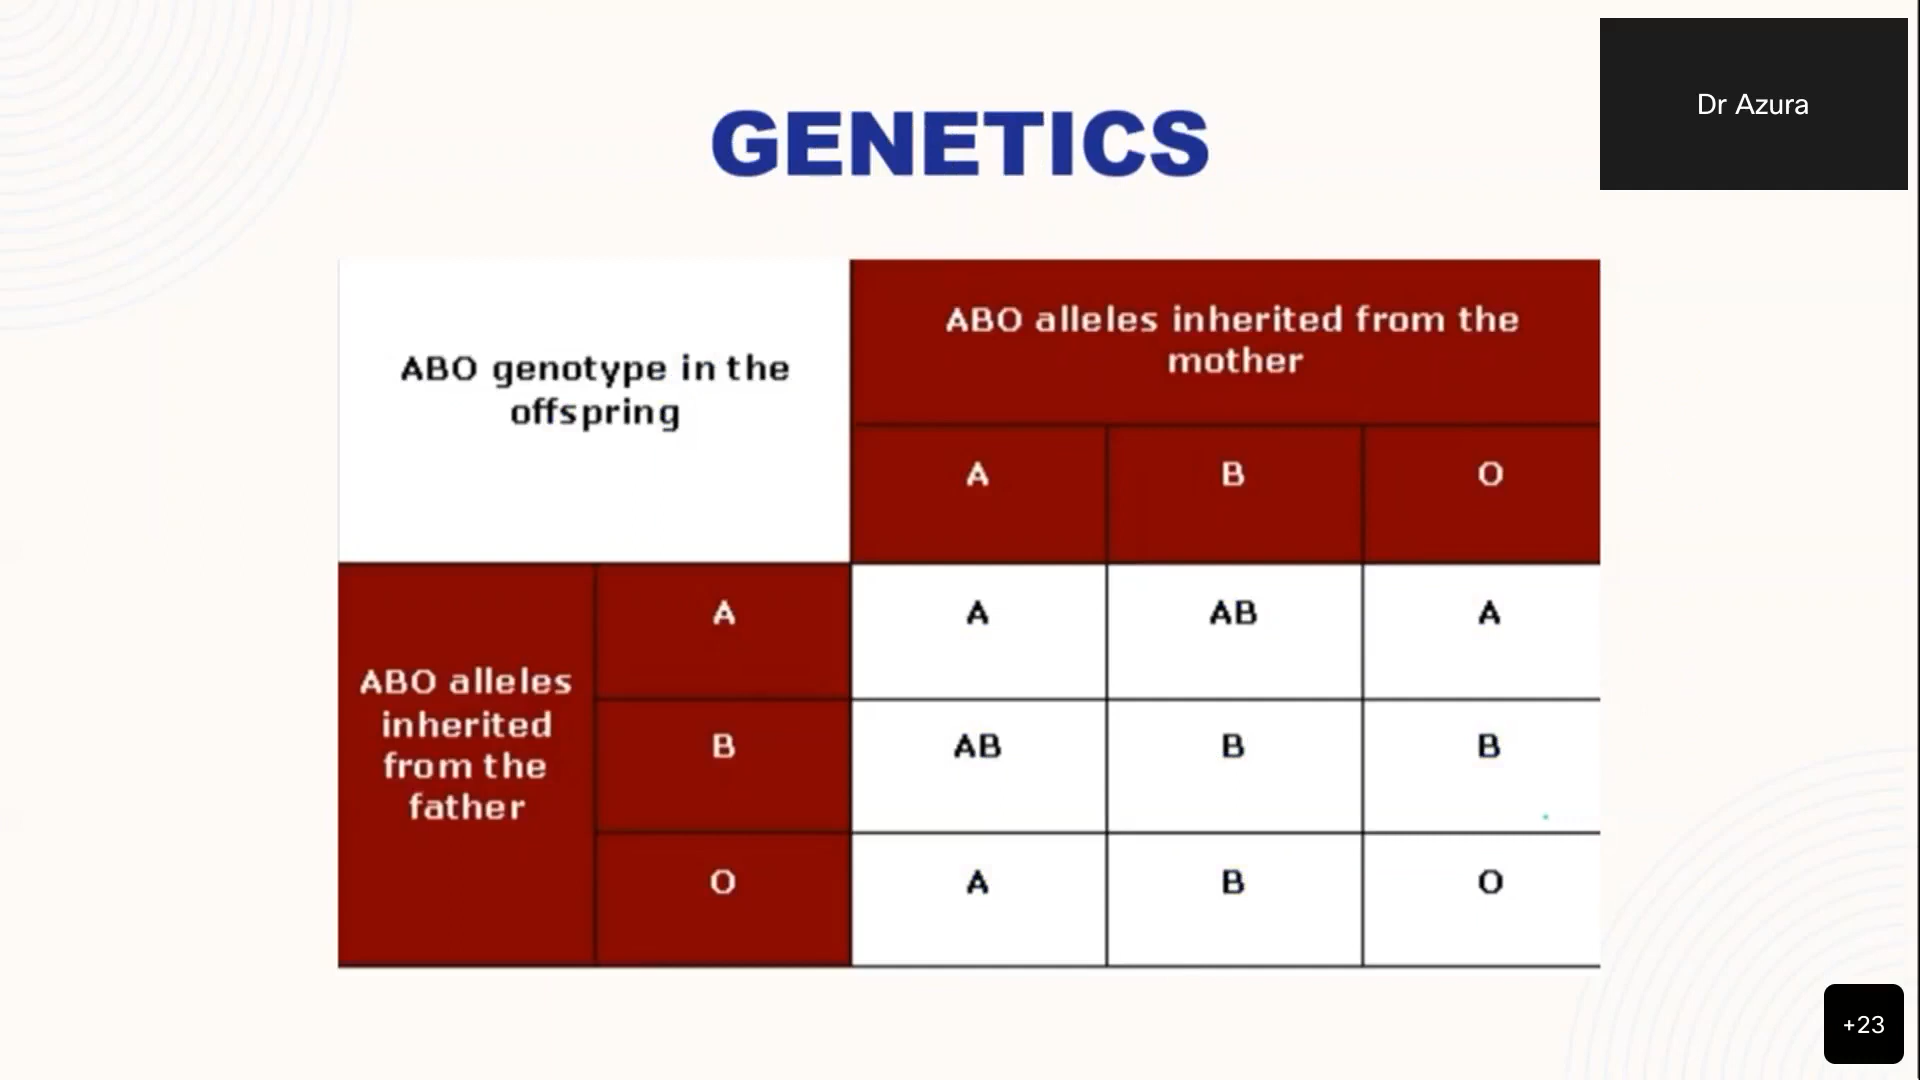 Dr Azura
GENETICS
ABO genotype in the
offspring
ABO alleles inherited from the
mother
A B O
ABO alleles
inherited
from the
father
A A AB A
B AB B B
O A B O
+23